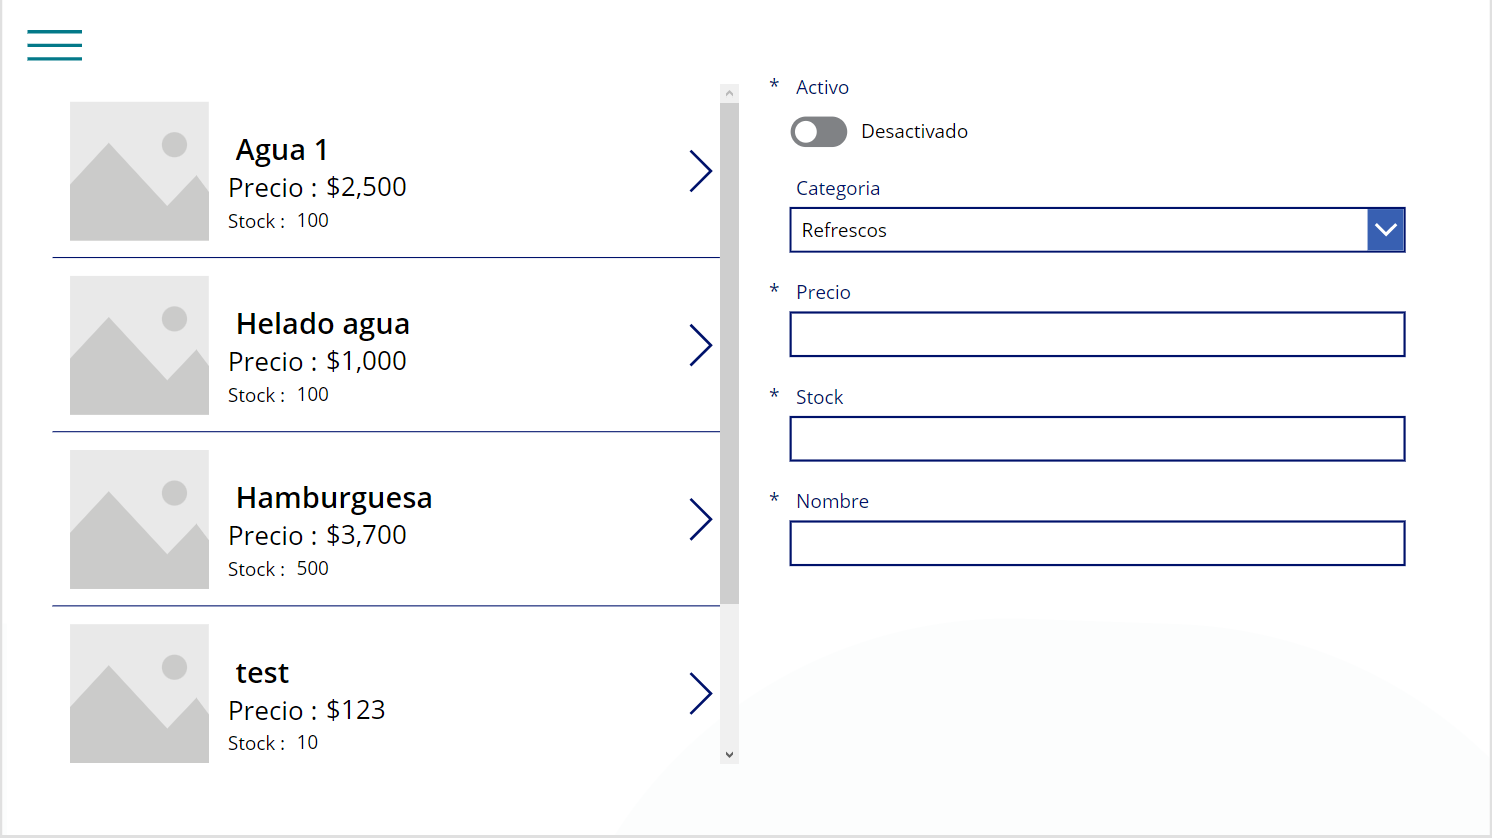 Agua 1
Precio : $2,500
Stock : 100
Helado agua
Precio : $1,000
Stock : 100
Hamburguesa
Precio : $3,700
Stock : 500
test
Precio : $123
Stock : 10
* Activo
Desactivado
Categoria
Refrescos
* Precio
* Stock
* Nombre